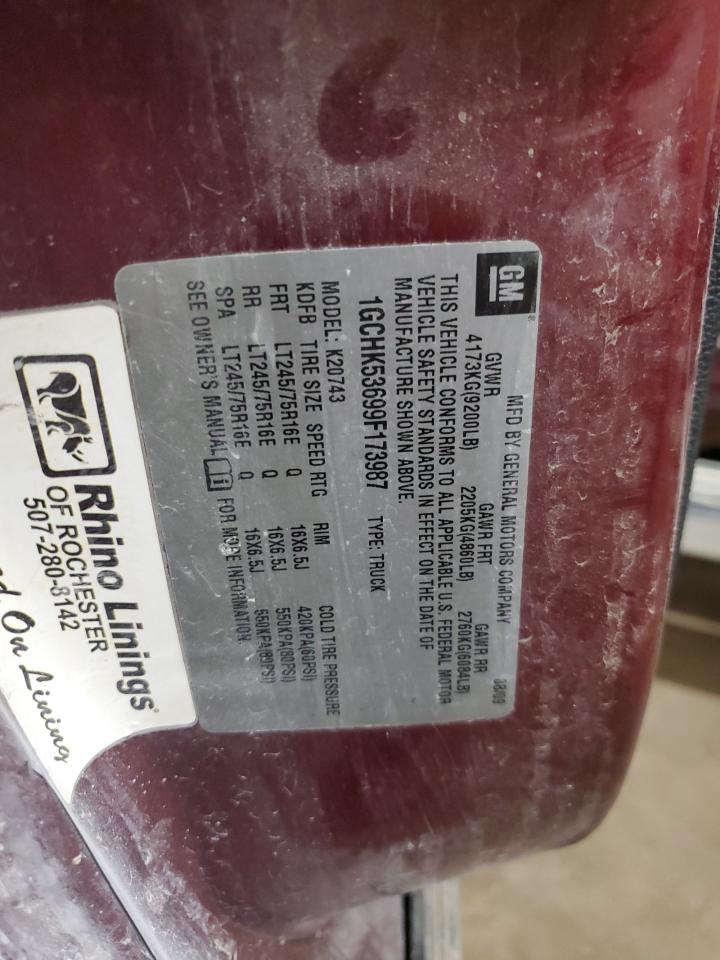 GM
MFD BY GENERAL MOTORS COMPANY 08/09
GVWR GAWR FRT GAWR RR
4173KG(9200LB) 2205KG(4860LB) 2760KG(6084LB)
THIS VEHICLE CONFORMS TO ALL APPLICABLE U.S. FEDERAL MOTOR
VEHICLE SAFETY STANDARDS IN EFFECT ON THE DATE OF
MANUFACTURE SHOWN ABOVE.
1GCHK53699F173987 TYPE: TRUCK
MODEL: K20743
KDFB TIRE SIZE SPEED RTG RIM COLD TIRE PRESSURE
FRT LT245/75R16E Q 16X6.5J 420KPA(60PSI)
RR LT245/75R16E Q 16X6.5J 550KPA(80PSI)
SPA LT245/75R16E Q 16X6.5J 550KPA(80PSI)
SEE OWNER'S MANUAL FOR MORE INFORMATION.
Rhino Linings®
OF ROCHESTER
507-280-8142
On Lining